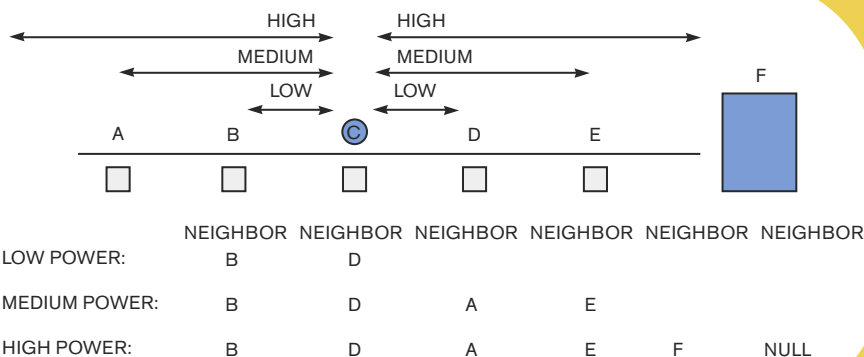 HIGH HIGH
MEDIUM MEDIUM
F
LOW LOW
A B C D E
NEIGHBOR NEIGHBOR NEIGHBOR NEIGHBOR NEIGHBOR NEIGHBOR
LOW POWER: B D
MEDIUM POWER: B D A E
HIGH POWER: B D A E F NULL